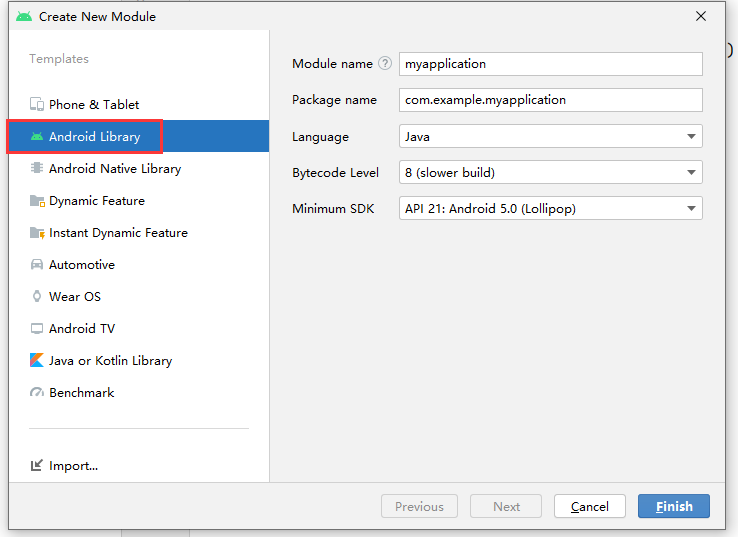 Create New Module
Templates
Phone & Tablet
Android Library
Android Native Library
Dynamic Feature
Instant Dynamic Feature
Automotive
Wear OS
Android TV
Java or Kotlin Library
Benchmark
Import...
Module name ? myapplication
Package name com.example.myapplication
Language Java
Bytecode Level 8 (slower build)
Minimum SDK API 21: Android 5.0 (Lollipop)
Previous Next Cancel Finish
)